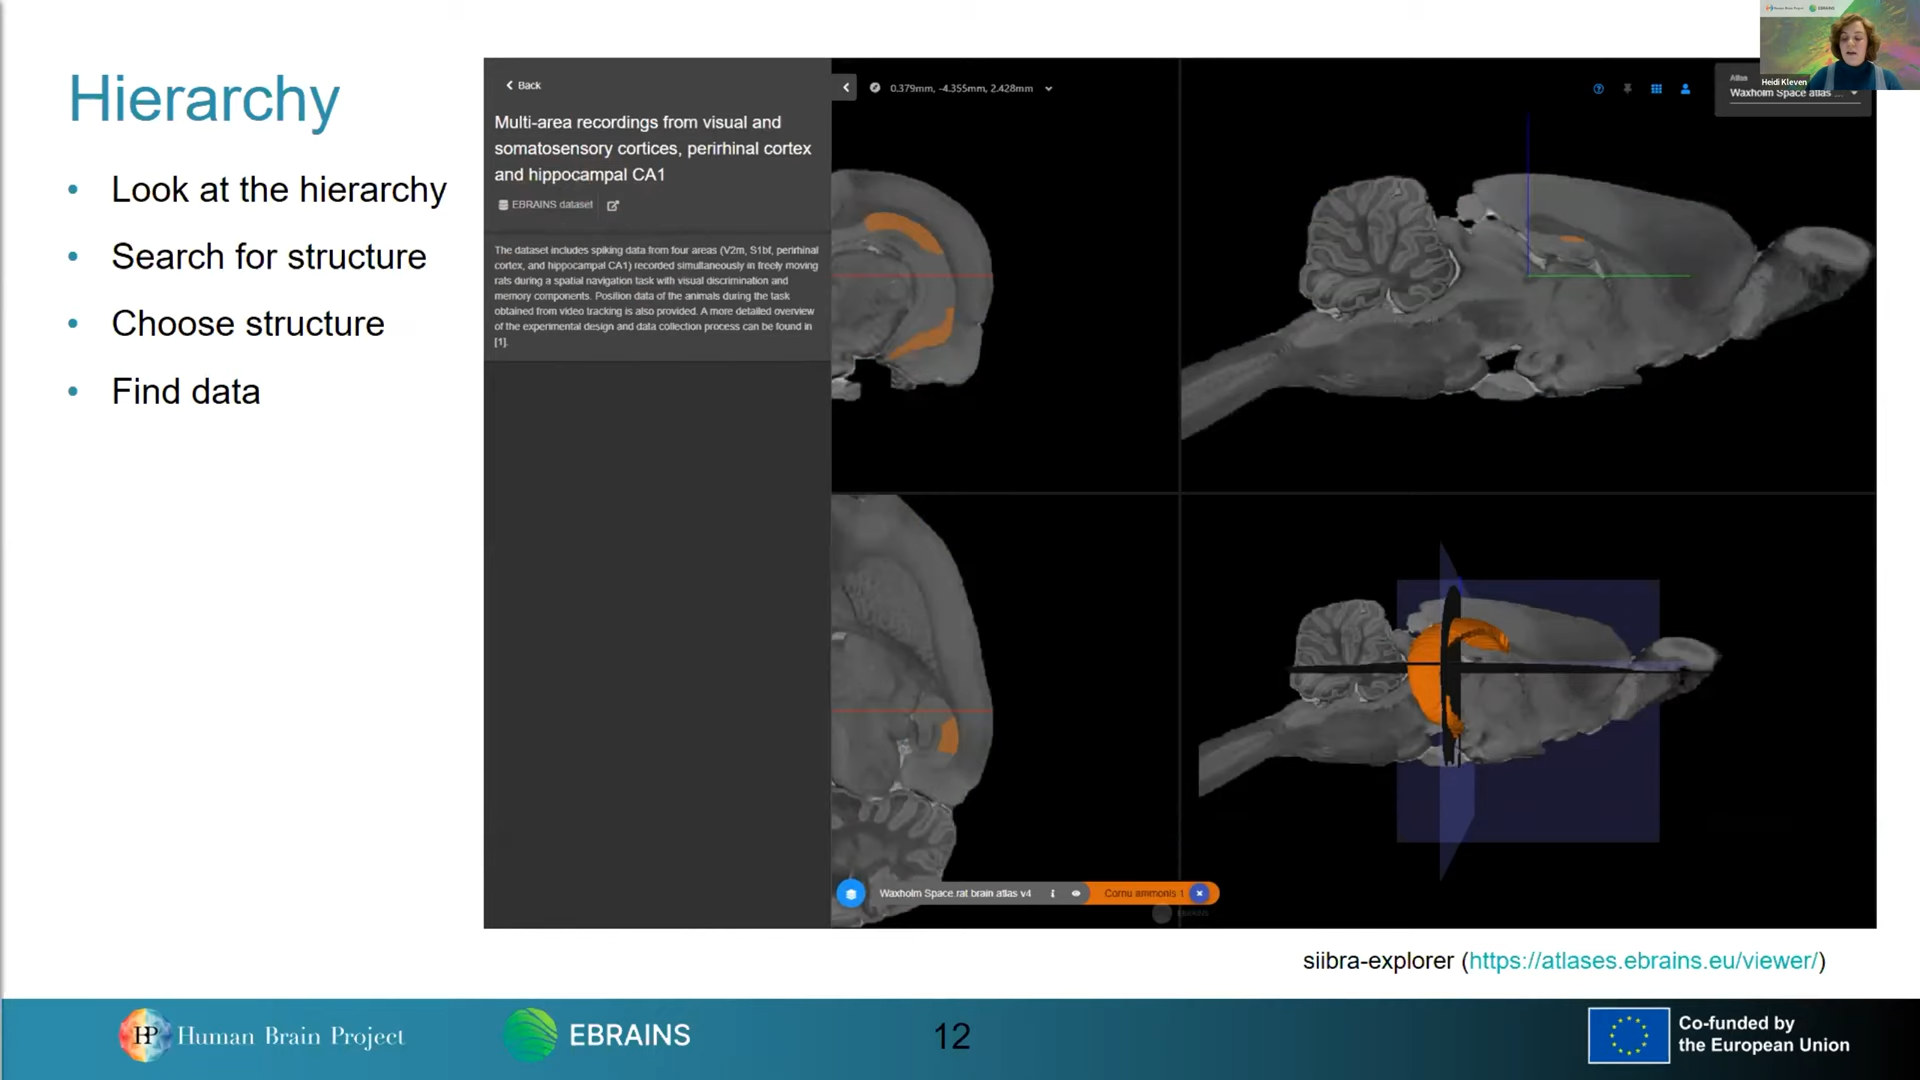 Hierarchy
• Look at the hierarchy
• Search for structure
• Choose structure
• Find data
Back
Multi-area recordings from visual and
somatosensory cortices, perirhinal cortex
and hippocampal CA1
EBRAINS dataset
The dataset includes spiking data from four areas (V2m, S1bf, perirhinal
cortex, and hippocampal CA1) recorded simultaneously in freely moving
rats during a spatial navigation task with visual discrimination and
memory components. Position data of the animals during the task
obtained from video tracking is also provided. A more detailed overview
of the experimental design and data collection process can be found in
[1].
0.379mm, -4.355mm, 2.428mm
Atlas
Waxholm Space atlas ...
Human Brain Project
EBRAINS
Heidi Kleven
Waxholm Space rat brain atlas v4
Cornu ammonis 1
EBRAINS
siibra-explorer (https://atlases.ebrains.eu/viewer/)
HP Human Brain Project
EBRAINS
12
Co-funded by
the European Union